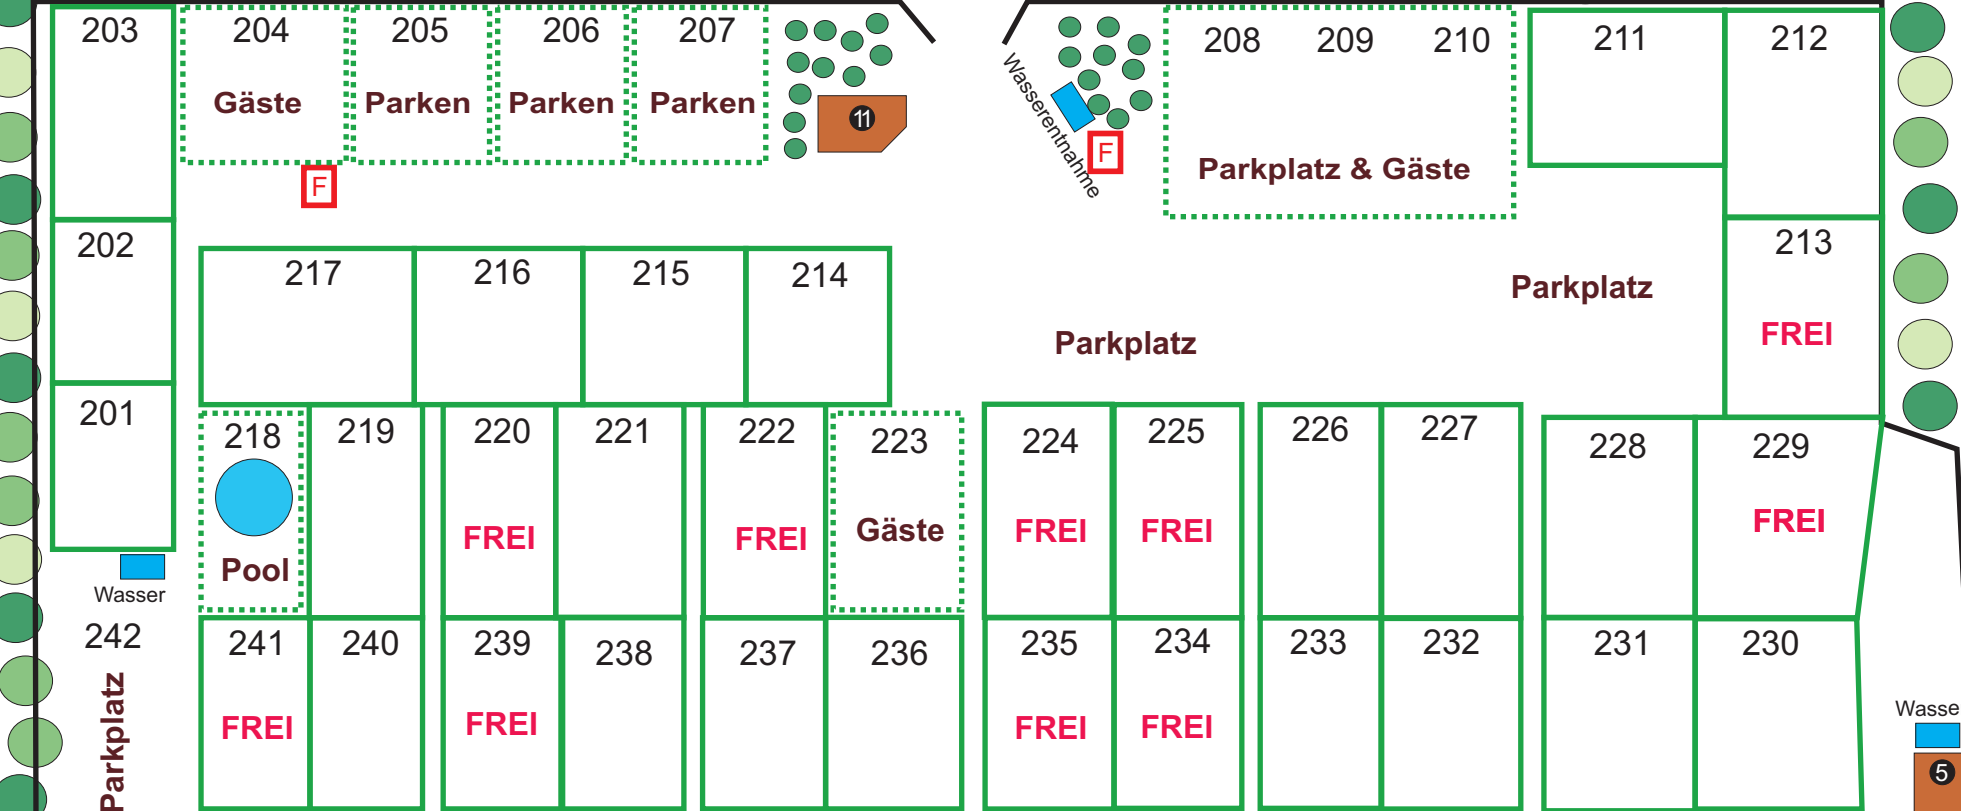 203
204
205
206
207
208
209
210
211
212
Gäste
Parken
Parken
Parken
11
Wasserentnahme
F
F
Parkplatz & Gäste
202
213
217
216
215
214
Parkplatz
FREI
Parkplatz
201
218
219
220
221
222
223
224
225
226
227
228
229
FREI
FREI
Gäste
FREI
FREI
FREI
Pool
Wasser
242
241
240
239
238
237
236
235
234
233
232
231
230
Parkplatz
FREI
FREI
FREI
FREI
Wasse
5